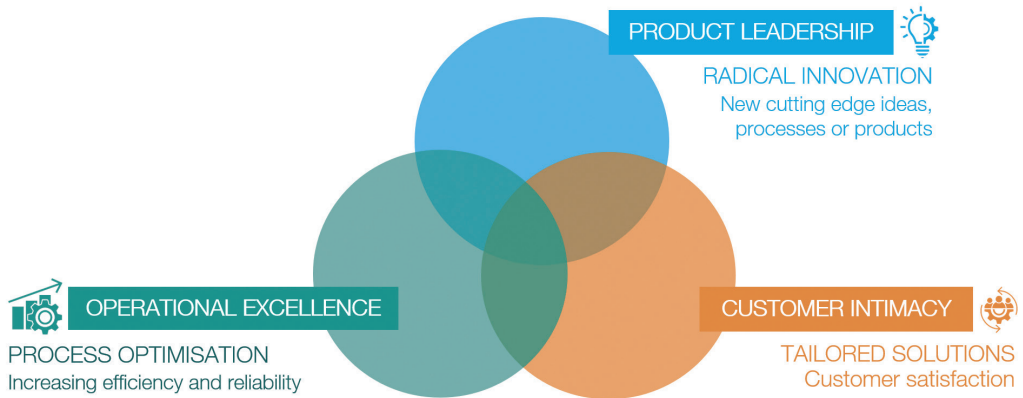 PRODUCT LEADERSHIP
RADICAL INNOVATION
New cutting edge ideas,
processes or products
OPERATIONAL EXCELLENCE
PROCESS OPTIMISATION
Increasing efficiency and reliability
CUSTOMER INTIMACY
TAILORED SOLUTIONS
Customer satisfaction